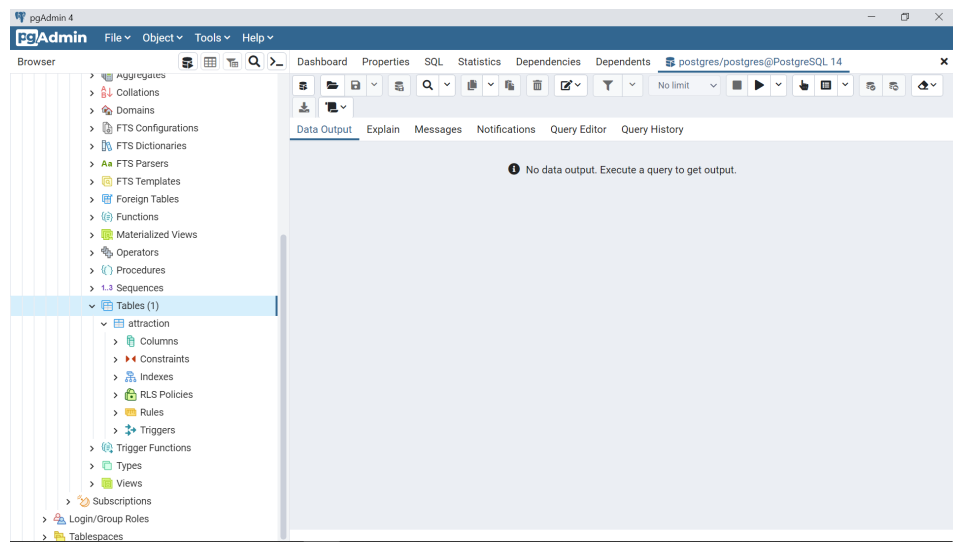 pgAdmin 4
pgAdmin File Object Tools Help
Browser
Dashboard Properties SQL Statistics Dependencies Dependents postgres/postgres@PostgreSQL 14
No limit
Data Output Explain Messages Notifications Query Editor Query History
No data output. Execute a query to get output.
Aggregates
Collations
Domains
FTS Configurations
FTS Dictionaries
Aa FTS Parsers
FTS Templates
Foreign Tables
Functions
Materialized Views
Operators
Procedures
1..3 Sequences
Tables (1)
attraction
Columns
Constraints
Indexes
RLS Policies
Rules
Triggers
Trigger Functions
Types
Views
Subscriptions
Login/Group Roles
Tablespaces